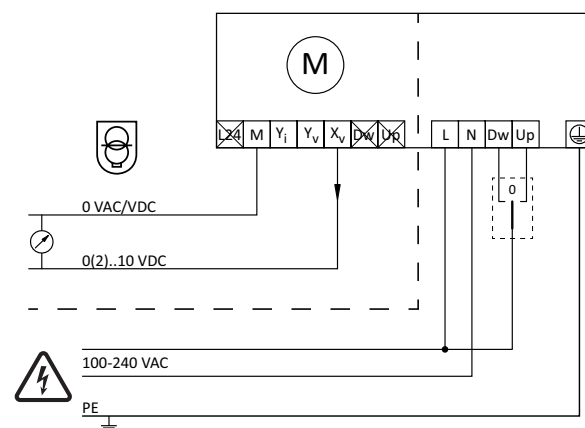 M
L24 M Yi Yv Xv Dw Up L N Dw Up
0
0 VAC/VDC
0(2)..10 VDC
100-240 VAC
PE